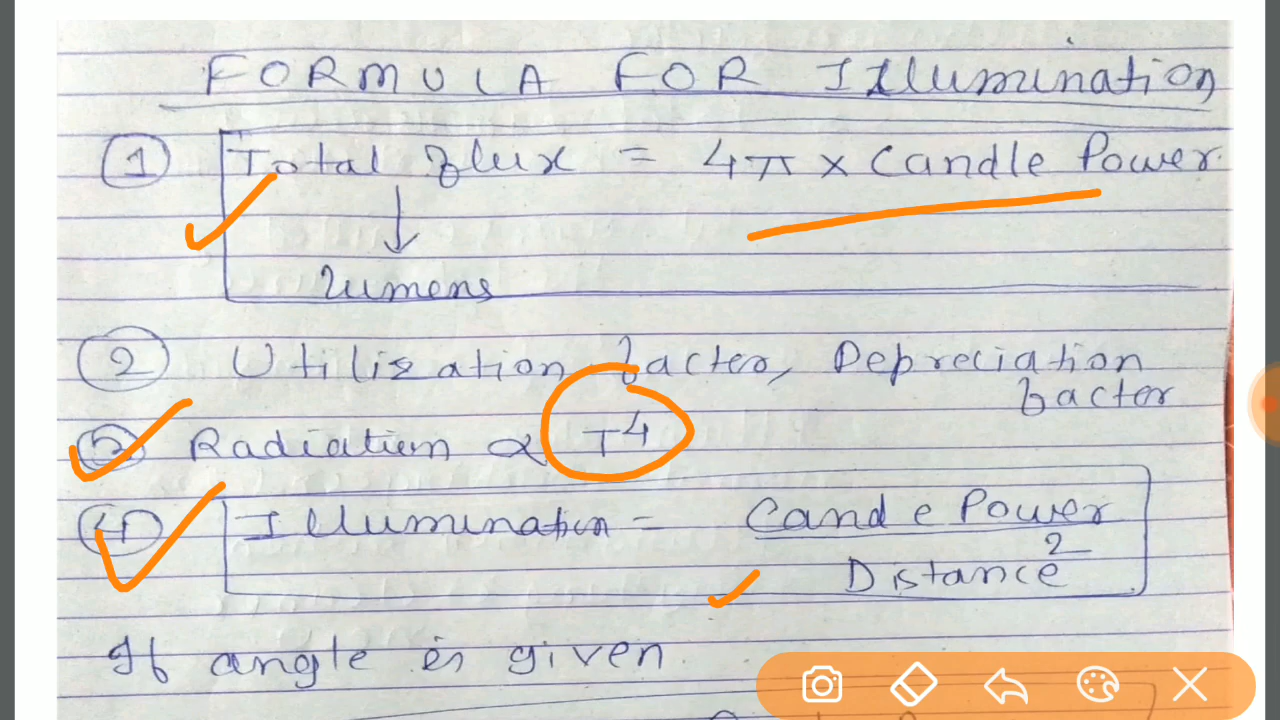 FORMULA FOR Illumination
① Total flux = 4π × Candle Power
↓
Lumens
② Utilization factor, Depreciation
factor
③ Radiation ∝ T⁴
④ Illumination = Candle Power
Distance²
If angle is given